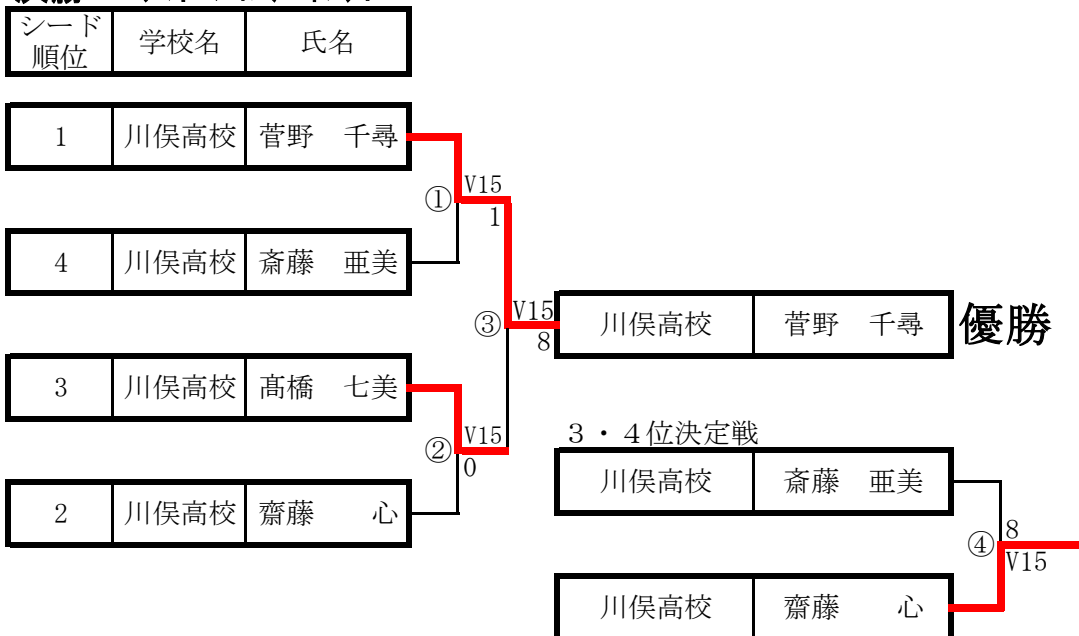 シード順位 学校名 氏名
1 川俣高校 菅野 千尋
① V15
1
4 川俣高校 斎藤 亜美
③ V15
8
川俣高校 菅野 千尋 優勝
3 川俣高校 髙橋 七美
② V15
0
2 川俣高校 齋藤 心
３・４位決定戦
川俣高校 斎藤 亜美
④ 8
V15
川俣高校 齋藤 心